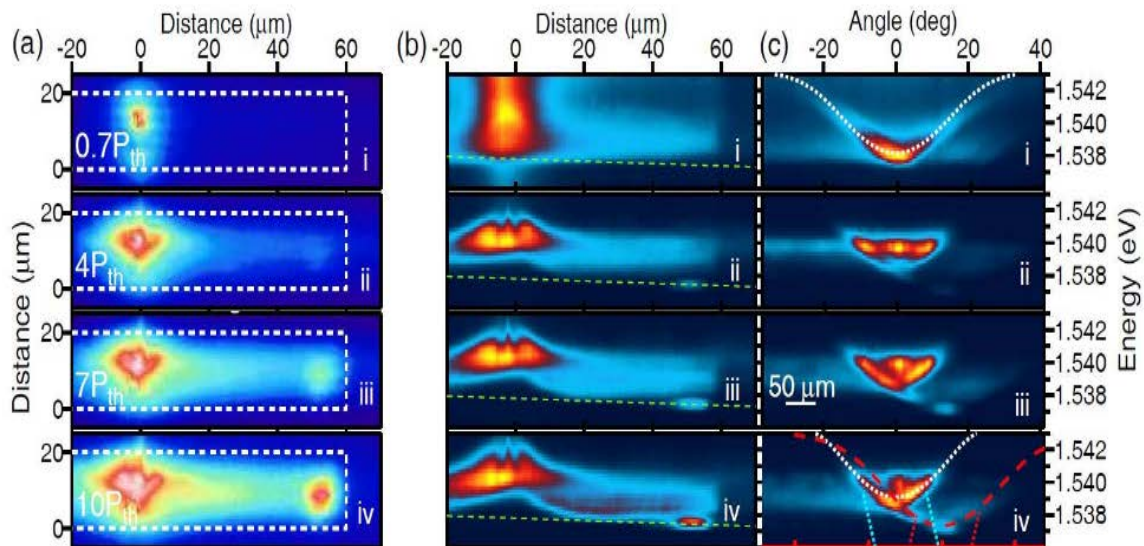 (a) Distance (μm) (b) Distance (μm) (c) Angle (deg)
-20 0 20 40 60 -20 0 20 40 60 -20 0 20 40
20 0.7P_th 0 i i i 1.542 1.540 1.538
20 4P_th 0 ii ii ii 1.542 1.540 1.538
20 7P_th 0 iii iii 50 μm iii 1.542 1.540 1.538
20 10P_th 0 iv iv iv 1.542 1.540 1.538
Distance (μm)
Energy (eV)